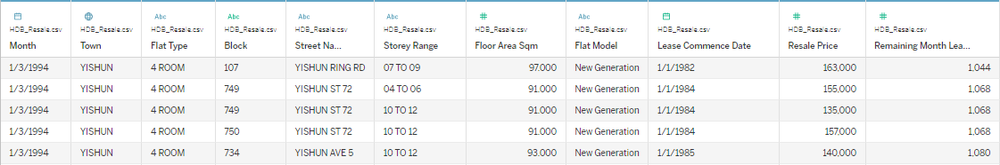 Abc Abc Abc Abc Abc
HDB_Resale.csv HDB_Resale.csv HDB_Resale.csv HDB_Resale.csv HDB_Resale.csv HDB_Resale.csv HDB_Resale.csv HDB_Resale.csv HDB_Resale.csv HDB_Resale.csv HDB_Resale.csv
Month Town Flat Type Block Street Na... Storey Range Floor Area Sqm Flat Model Lease Commence Date Resale Price Remaining Month Lea...
1/3/1994 YISHUN 4 ROOM 107 YISHUN RING RD 07 TO 09 97.000 New Generation 1/1/1982 163,000 1,044
1/3/1994 YISHUN 4 ROOM 749 YISHUN ST 72 04 TO 06 91.000 New Generation 1/1/1984 155,000 1,068
1/3/1994 YISHUN 4 ROOM 749 YISHUN ST 72 10 TO 12 91.000 New Generation 1/1/1984 135,000 1,068
1/3/1994 YISHUN 4 ROOM 750 YISHUN ST 72 10 TO 12 91.000 New Generation 1/1/1984 157,000 1,068
1/3/1994 YISHUN 4 ROOM 734 YISHUN AVE 5 10 TO 12 93.000 New Generation 1/1/1985 140,000 1,080